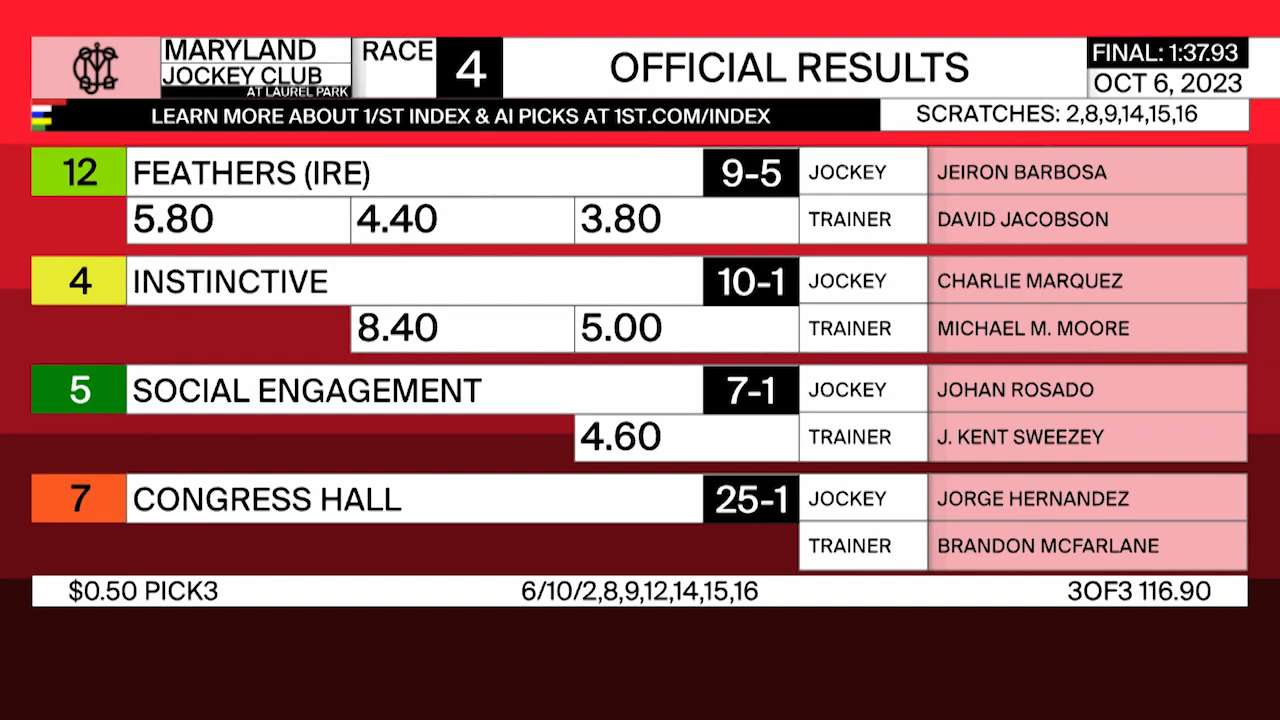 MARYLAND
JOCKEY CLUB
AT LAUREL PARK
RACE 4
OFFICIAL RESULTS
FINAL: 1:37.93
OCT 6, 2023
LEARN MORE ABOUT 1/ST INDEX & AI PICKS AT 1ST.COM/INDEX
SCRATCHES: 2,8,9,14,15,16
12 FEATHERS (IRE) 9-5 JOCKEY JEIRON BARBOSA
5.80 4.40 3.80 TRAINER DAVID JACOBSON
4 INSTINCTIVE 10-1 JOCKEY CHARLIE MARQUEZ
8.40 5.00 TRAINER MICHAEL M. MOORE
5 SOCIAL ENGAGEMENT 7-1 JOCKEY JOHAN ROSADO
4.60 TRAINER J. KENT SWEEZEY
7 CONGRESS HALL 25-1 JOCKEY JORGE HERNANDEZ
TRAINER BRANDON MCFARLANE
$0.50 PICK3 6/10/2,8,9,12,14,15,16 3OF3 116.90